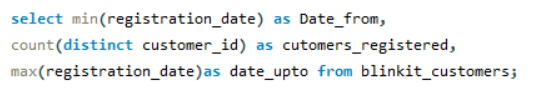 select min(registration_date) as Date_from,
count(distinct customer_id) as cutomers_registered,
max(registration_date)as date_upto from blinkit_customers;